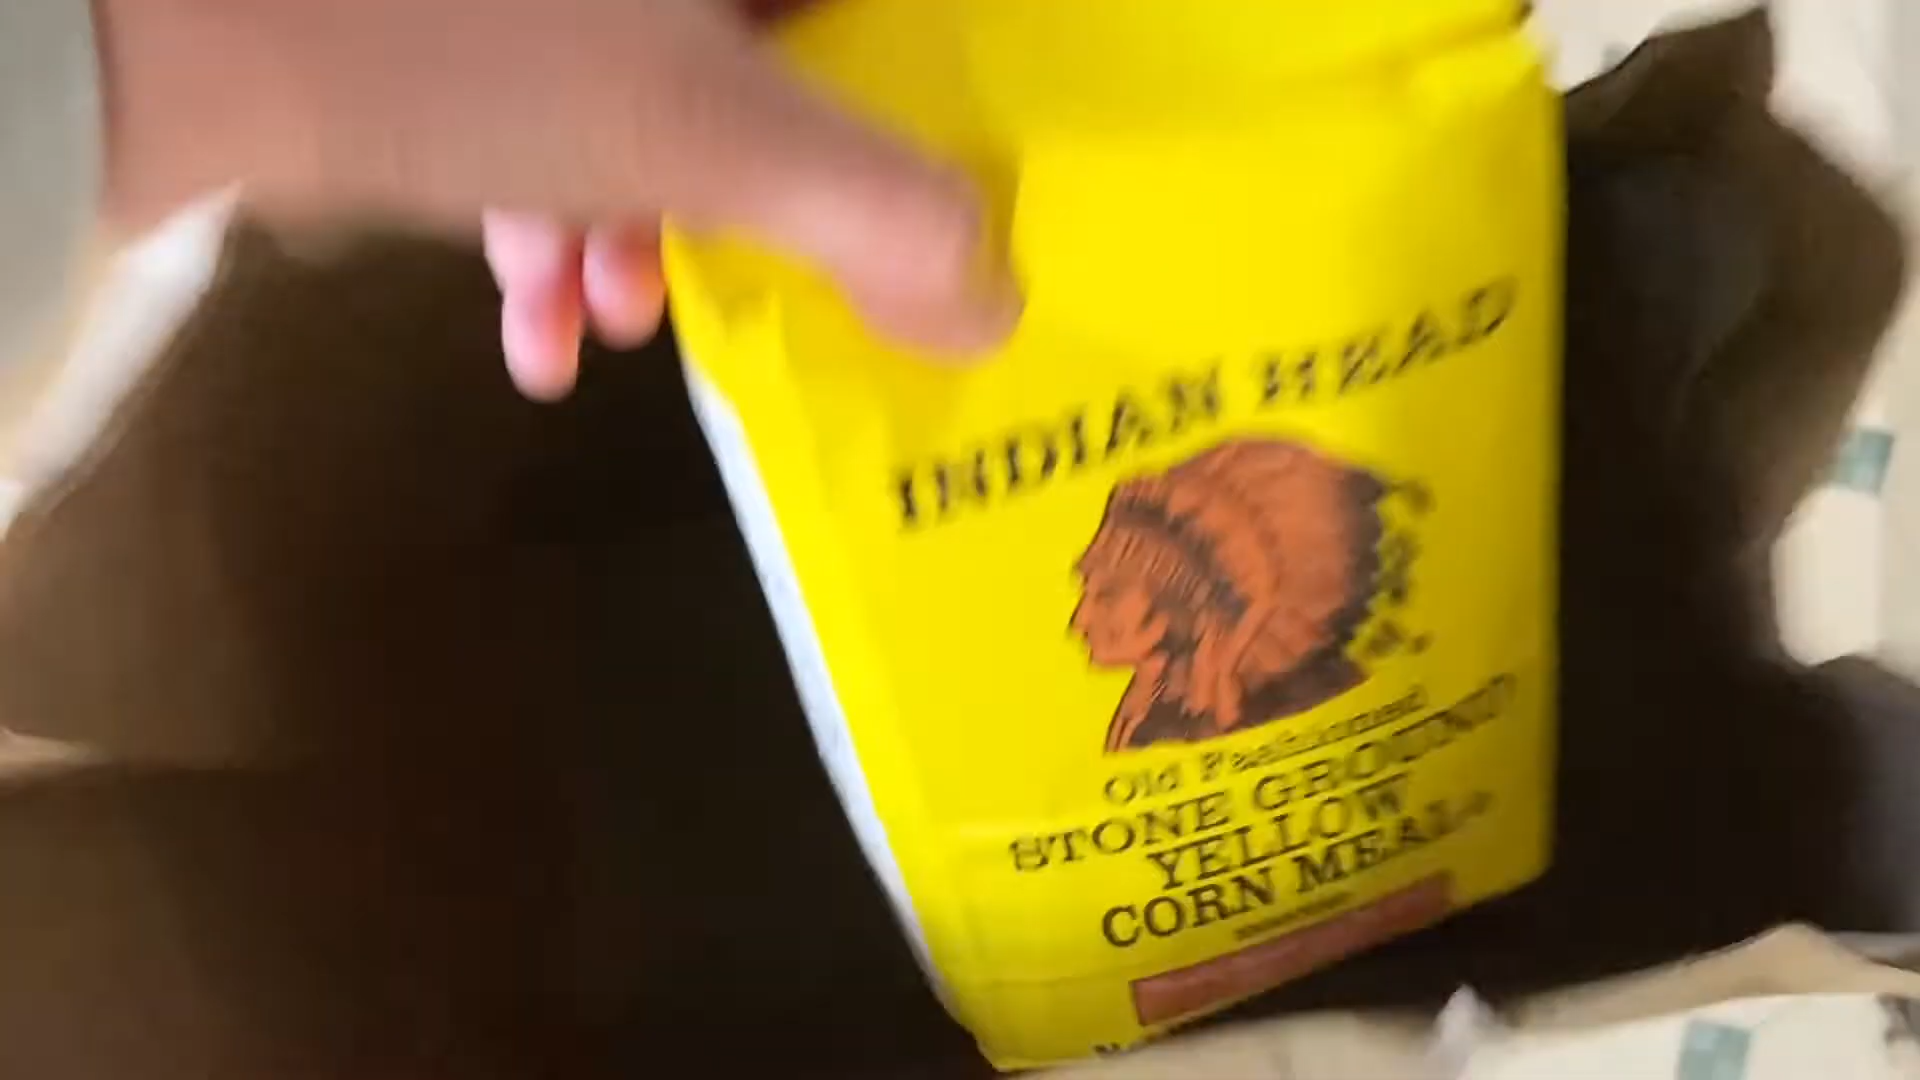 INDIAN HEAD
Old Fashioned
STONE GROUND
YELLOW
CORN MEAL